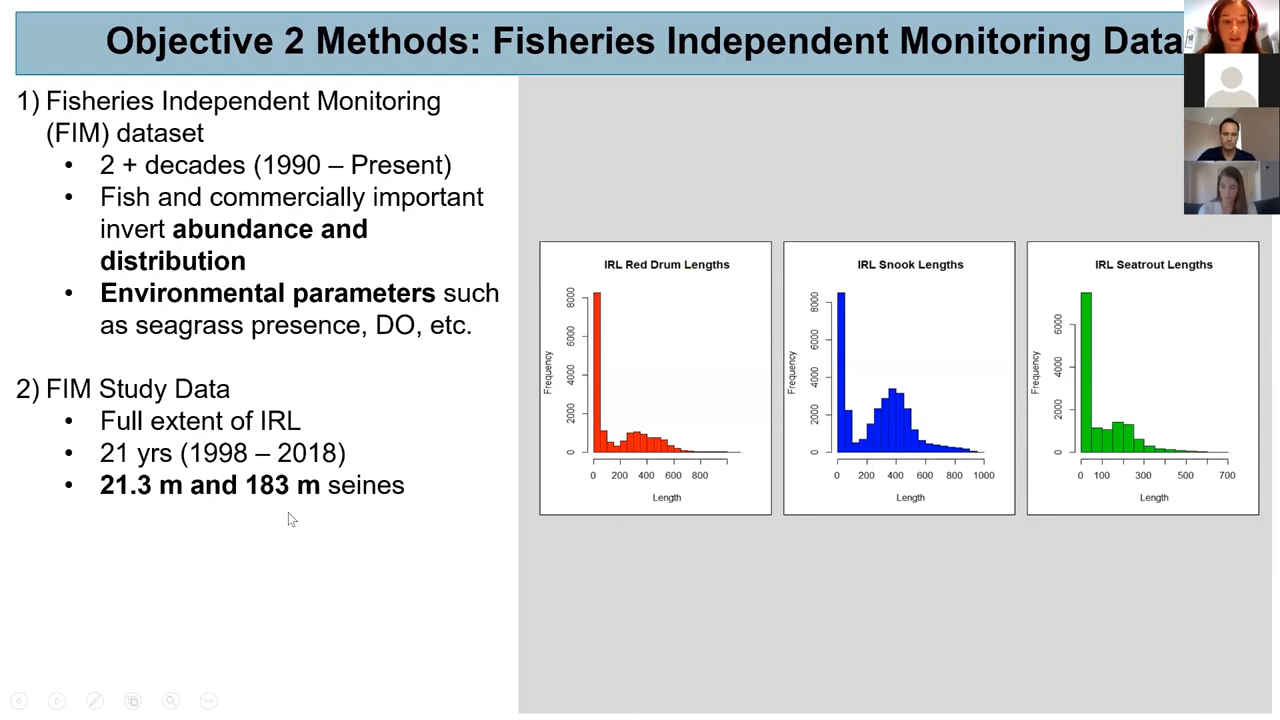 Objective 2 Methods: Fisheries Independent Monitoring Data
1) Fisheries Independent Monitoring
(FIM) dataset
• 2 + decades (1990 – Present)
• Fish and commercially important
invert abundance and
distribution
• Environmental parameters such
as seagrass presence, DO, etc.
2) FIM Study Data
• Full extent of IRL
• 21 yrs (1998 – 2018)
• 21.3 m and 183 m seines
IRL Red Drum Lengths
Frequency
8000
6000
4000
2000
0
0 200 400 600 800
Length
IRL Snook Lengths
Frequency
8000
6000
4000
2000
0
0 200 400 600 800 1000
Length
IRL Seatrout Lengths
Frequency
6000
4000
2000
0
0 100 300 500 700
Length